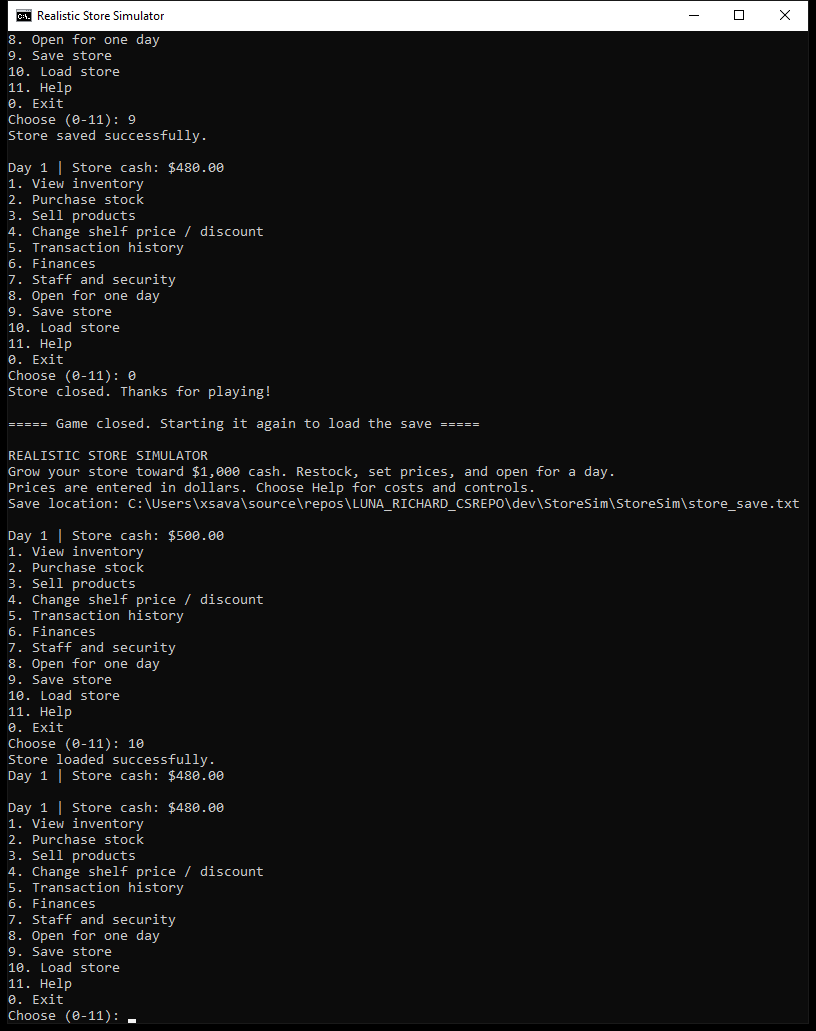 Realistic Store Simulator
8. Open for one day
9. Save store
10. Load store
11. Help
0. Exit
Choose (0-11): 9
Store saved successfully.
Day 1 | Store cash: $480.00
1. View inventory
2. Purchase stock
3. Sell products
4. Change shelf price / discount
5. Transaction history
6. Finances
7. Staff and security
8. Open for one day
9. Save store
10. Load store
11. Help
0. Exit
Choose (0-11): 0
Store closed. Thanks for playing!
===== Game closed. Starting it again to load the save =====
REALISTIC STORE SIMULATOR
Grow your store toward $1,000 cash. Restock, set prices, and open for a day.
Prices are entered in dollars. Choose Help for costs and controls.
Save location: C:\Users\xsava\source\repos\LUNA_RICHARD_CSREPO\dev\StoreSim\StoreSim\store_save.txt
Day 1 | Store cash: $500.00
1. View inventory
2. Purchase stock
3. Sell products
4. Change shelf price / discount
5. Transaction history
6. Finances
7. Staff and security
8. Open for one day
9. Save store
10. Load store
11. Help
0. Exit
Choose (0-11): 10
Store loaded successfully.
Day 1 | Store cash: $480.00
Day 1 | Store cash: $480.00
1. View inventory
2. Purchase stock
3. Sell products
4. Change shelf price / discount
5. Transaction history
6. Finances
7. Staff and security
8. Open for one day
9. Save store
10. Load store
11. Help
0. Exit
Choose (0-11):